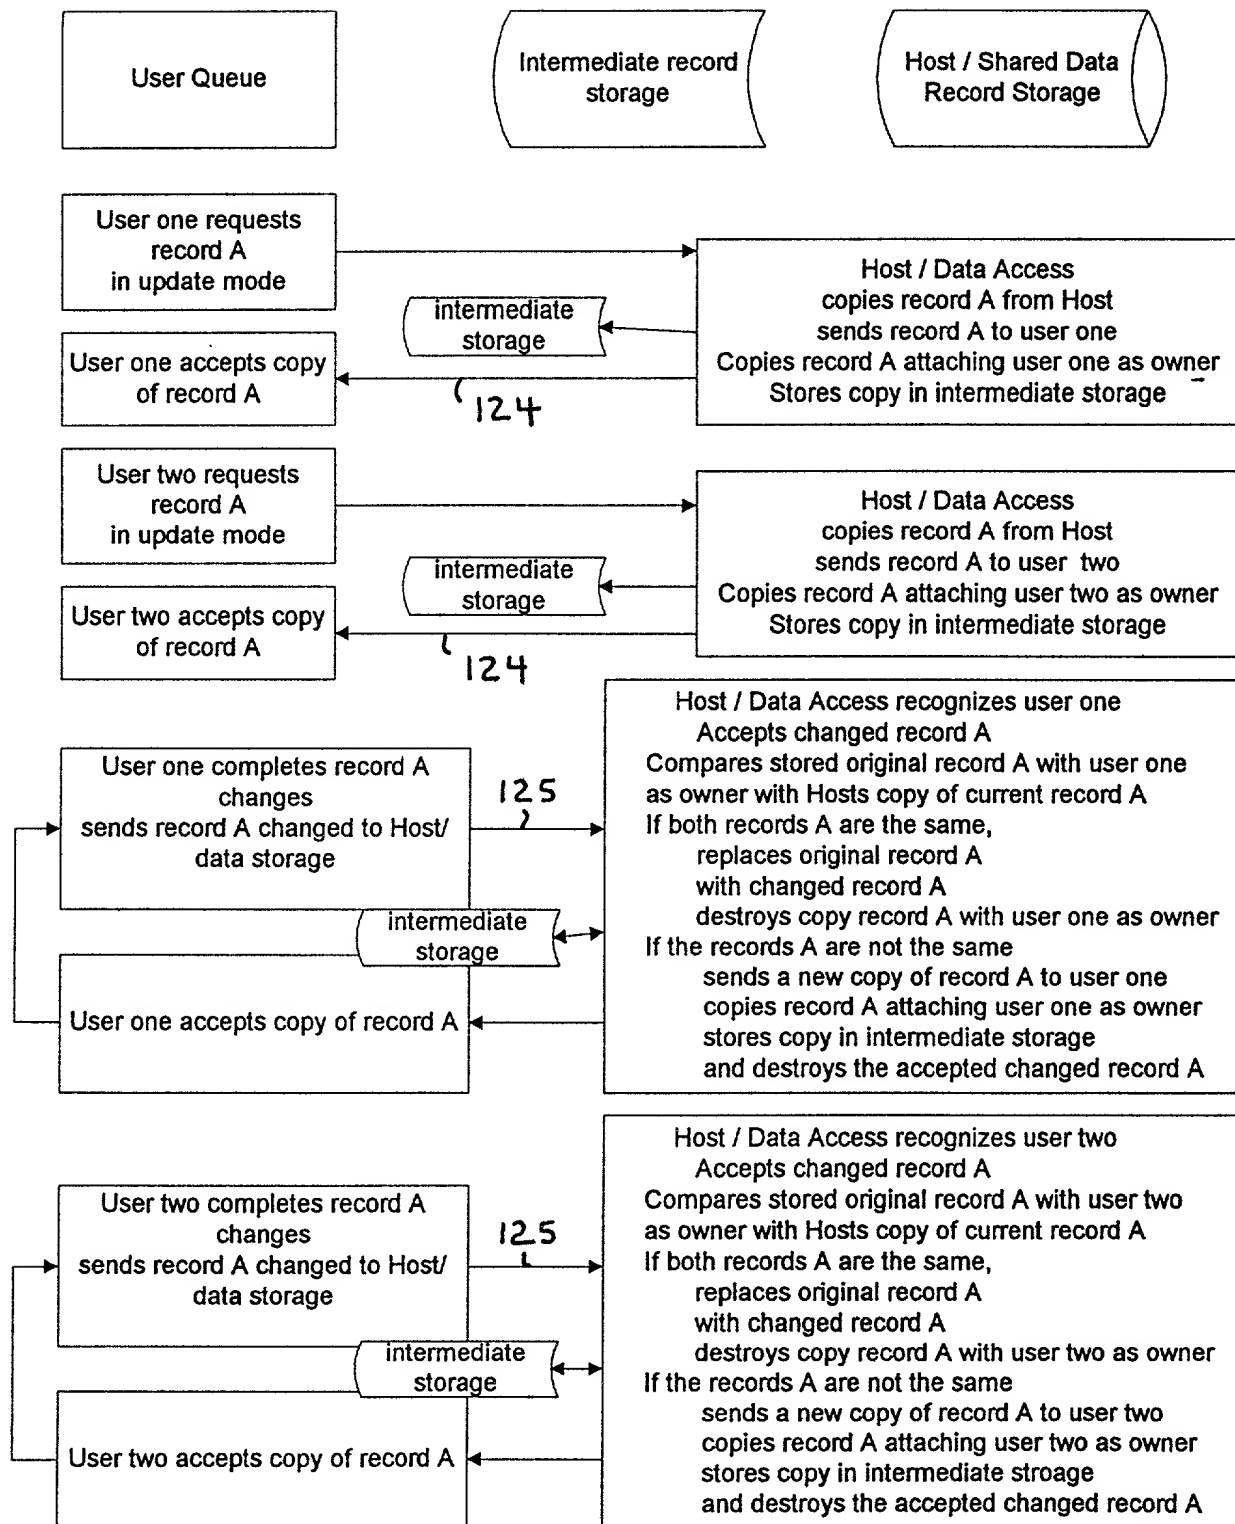 User Queue
Intermediate record
storage
Host / Shared Data
Record Storage
User one requests
record A
in update mode
Host / Data Access
copies record A from Host
sends record A to user one
Copies record A attaching user one as owner
Stores copy in intermediate storage
intermediate
storage
User one accepts copy
of record A
124
User two requests
record A
in update mode
Host / Data Access
copies record A from Host
sends record A to user two
Copies record A attaching user two as owner
Stores copy in intermediate storage
intermediate
storage
User two accepts copy
of record A
124
User one completes record A
changes
sends record A changed to Host/
data storage
125
Host / Data Access recognizes user one
Accepts changed record A
Compares stored original record A with user one
as owner with Hosts copy of current record A
If both records A are the same,
replaces original record A
with changed record A
destroys copy record A with user one as owner
If the records A are not the same
sends a new copy of record A to user one
copies record A attaching user one as owner
stores copy in intermediate storage
and destroys the accepted changed record A
intermediate
storage
User one accepts copy of record A
User two completes record A
changes
sends record A changed to Host/
data storage
125
Host / Data Access recognizes user two
Accepts changed record A
Compares stored original record A with user two
as owner with Hosts copy of current record A
If both records A are the same,
replaces original record A
with changed record A
destroys copy record A with user two as owner
If the records A are not the same
sends a new copy of record A to user two
copies record A attaching user two as owner
stores copy in intermediate stroage
and destroys the accepted changed record A
intermediate
storage
User two accepts copy of record A